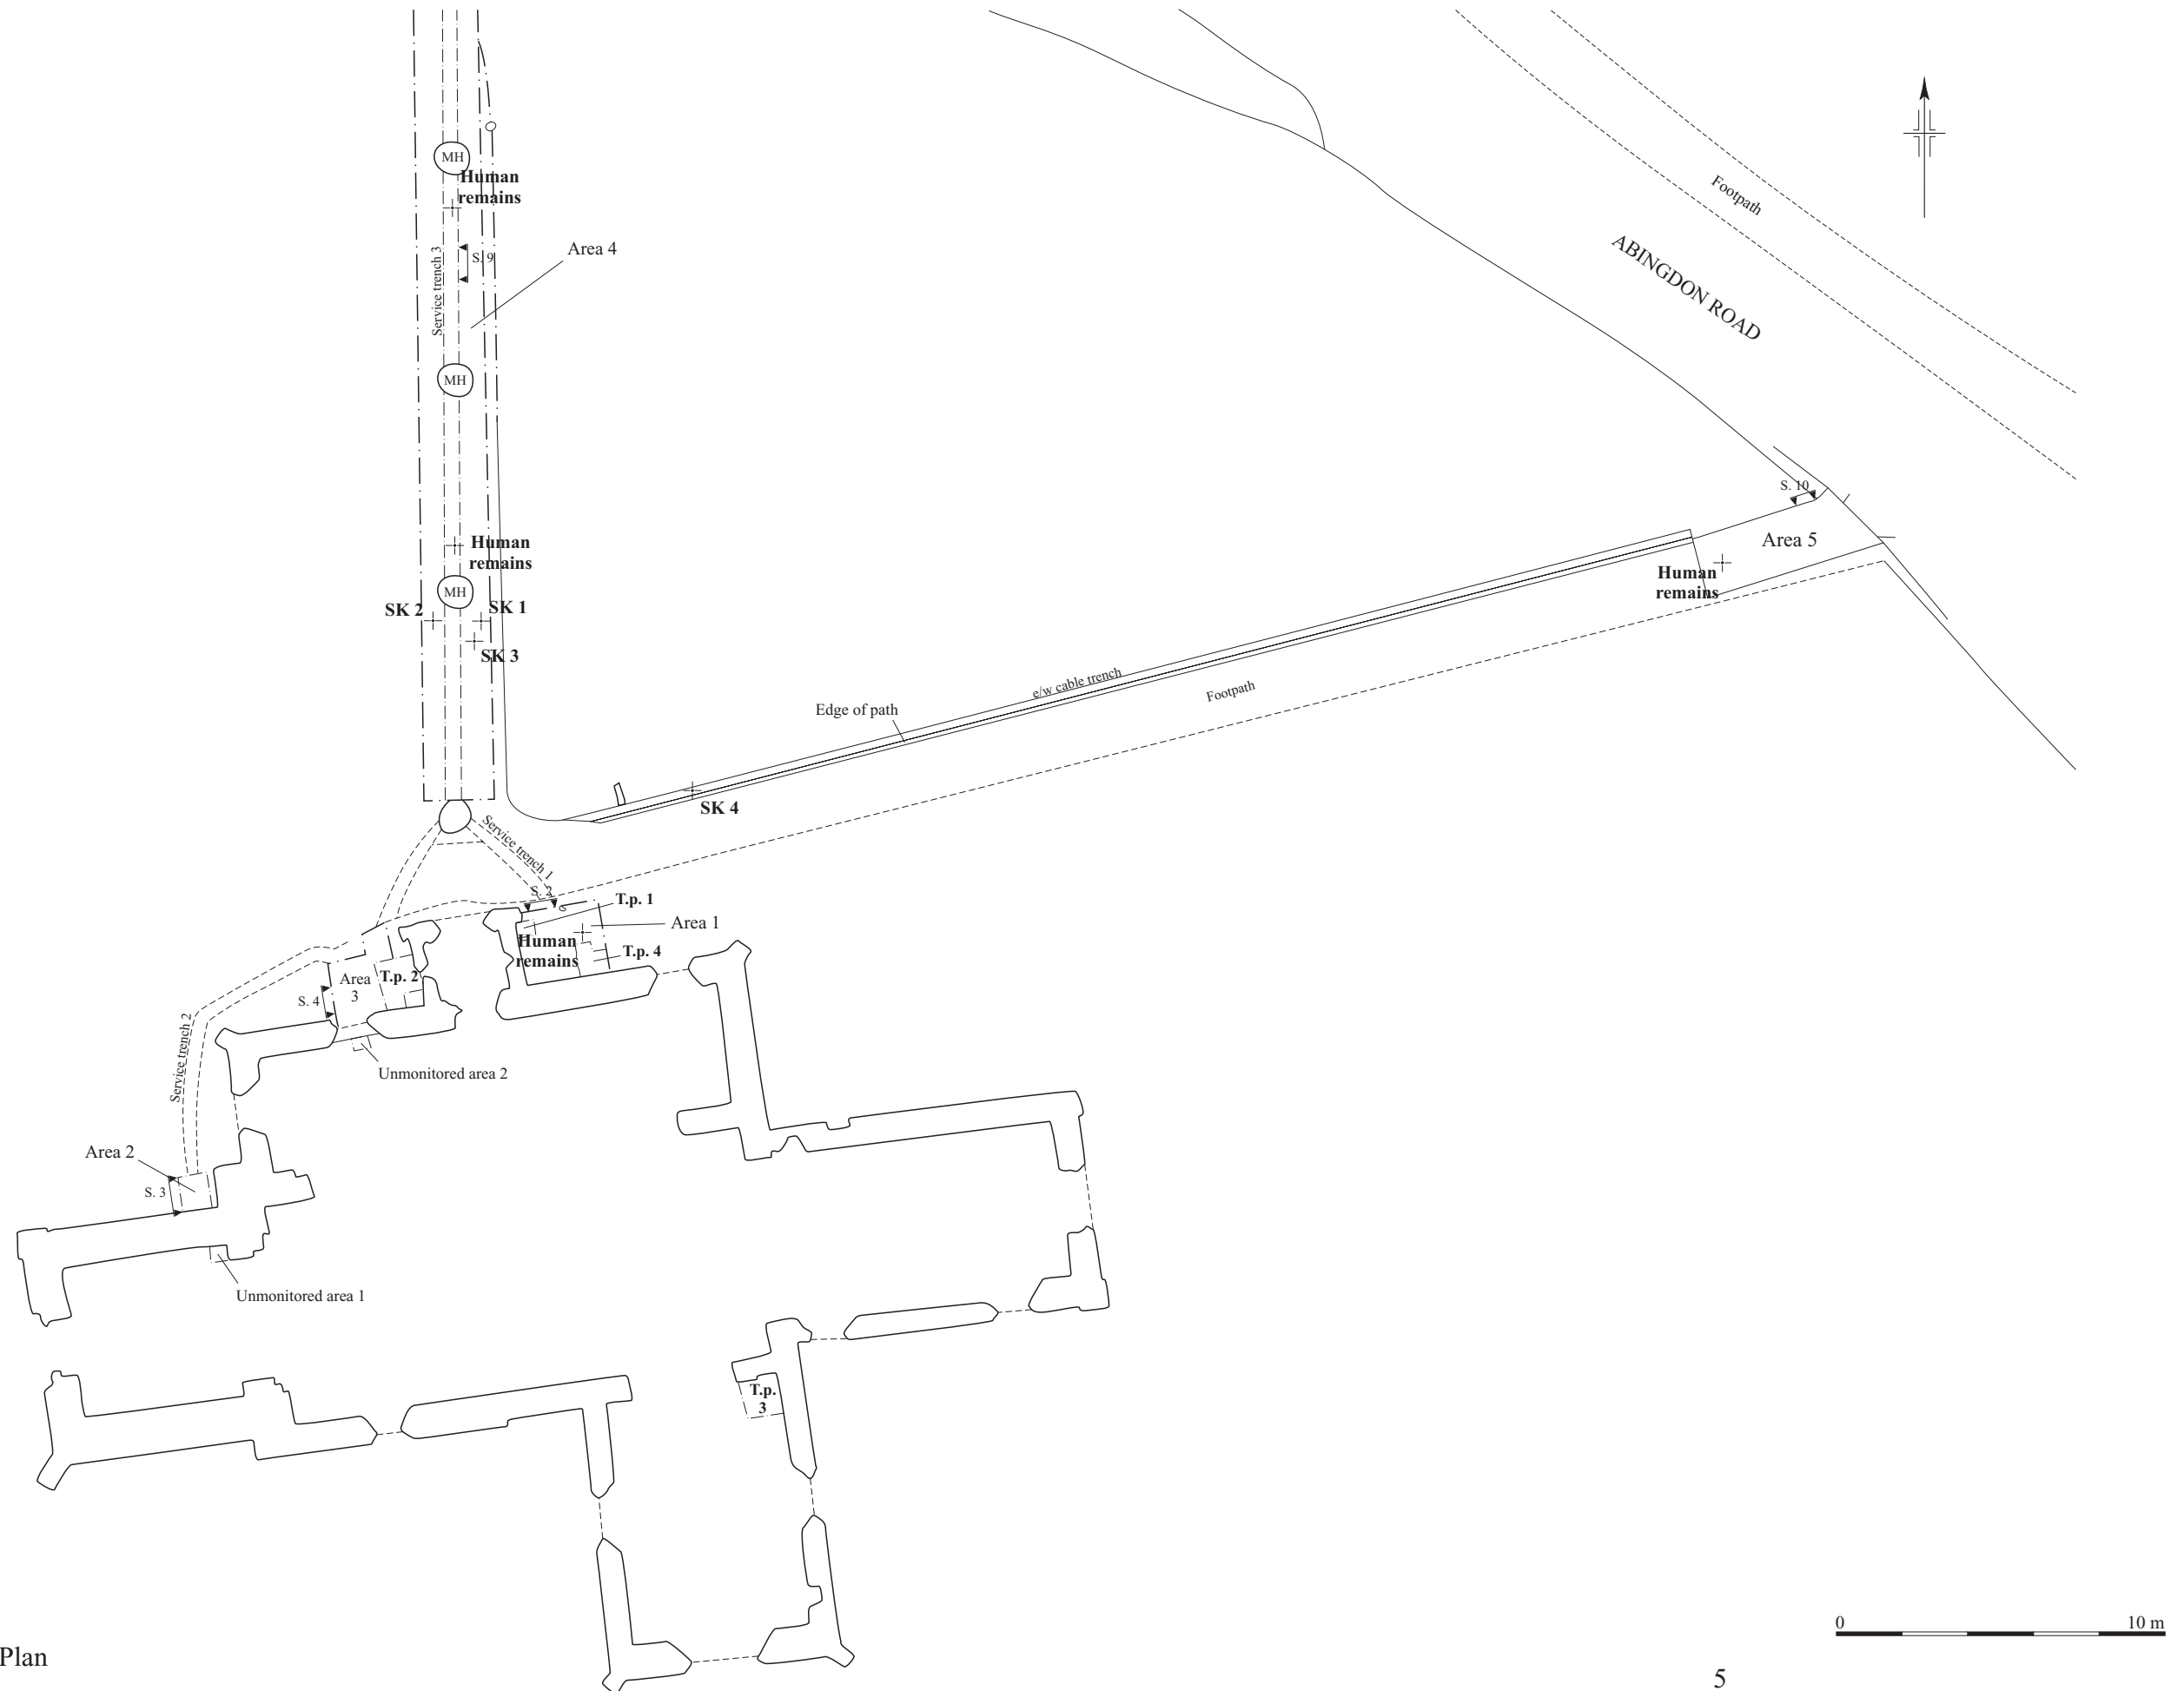 MH
Human
remains
Footpath
Area 4
S. 9
Service trench 3
ABINGDON ROAD
MH
S. 10
Human
remains
Area 5
Human
remains
MH
SK 2
SK 1
SK 3
e/w cable trench
Footpath
Edge of path
SK 4
Service trench 1
S. 2
T.p. 1
Area 1
Human
remains
T.p. 4
Area
3
T.p. 2
S. 4
Service trench 2
Unmonitored area 2
Area 2
S. 3
Unmonitored area 1
T.p.
3
0 10 m
Plan
5